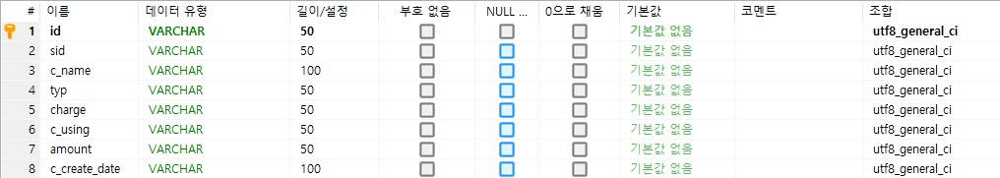 # 이름 데이터 유형 길이/설정 부호 없음 NULL ... 0으로 채움 기본값 코멘트 조합
1 id VARCHAR 50 기본값 없음 utf8_general_ci
2 sid VARCHAR 50 기본값 없음 utf8_general_ci
3 c_name VARCHAR 100 기본값 없음 utf8_general_ci
4 typ VARCHAR 50 기본값 없음 utf8_general_ci
5 charge VARCHAR 50 기본값 없음 utf8_general_ci
6 c_using VARCHAR 50 기본값 없음 utf8_general_ci
7 amount VARCHAR 50 기본값 없음 utf8_general_ci
8 c_create_date VARCHAR 100 기본값 없음 utf8_general_ci